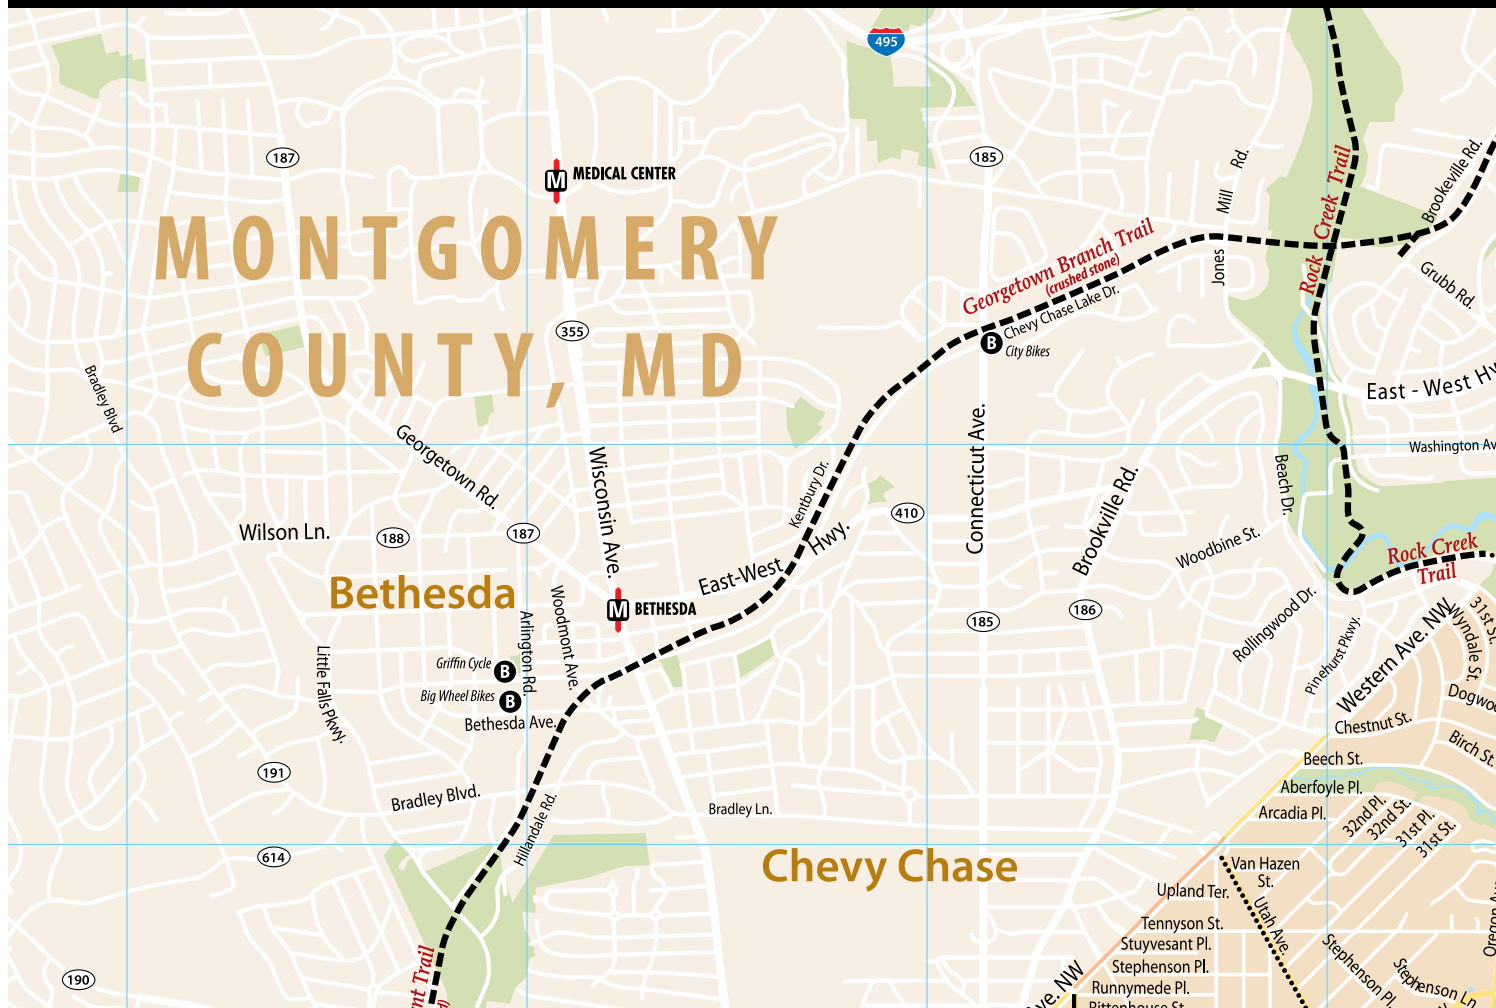 495
187
MEDICAL CENTER
185
Mill Rd.
Rock Creek Trail
Brookeville Rd.
MONTGOMERY
COUNTY, MD
Georgetown Branch Trail
(crushed stone)
Jones
Grubb Rd.
Chevy Chase Lake Dr.
B
City Bikes
355
Bradley Blvd
East - West
Georgetown Rd.
Wisconsin Ave.
Connecticut Ave.
Washington
Kentbury Dr.
Beach Dr.
Brookville Rd.
410
Wilson Ln.
188
187
East-West Hwy.
Woodbine St.
Rock Creek
Trail
Bethesda
M BETHESDA
Woodmont Ave.
Arlington Rd.
185
186
Rollingwood Dr.
Pinehurst Pkwy.
Western Ave. NW
31st St.
Wyndale St.
Little Falls Pkwy.
Griffin Cycle B
Big Wheel Bikes B
Bethesda Ave.
Chestnut St.
Birch St.
Beech St.
191
Bradley Blvd.
Hillandale Rd.
Bradley Ln.
Aberfoyle Pl.
Arcadia Pl.
32nd Pl.
32nd St.
31st Pl.
31st St.
614
Chevy Chase
Van Hazen
St.
Upland Ter.
Utah Ave.
Tennyson St.
Stuyvesant Pl.
Stephenson Pl.
Stephenson Pl.
Stephenson Ln.
Runnymede Pl.
Rittenhouse St.
190
Trail
NW
Oregon